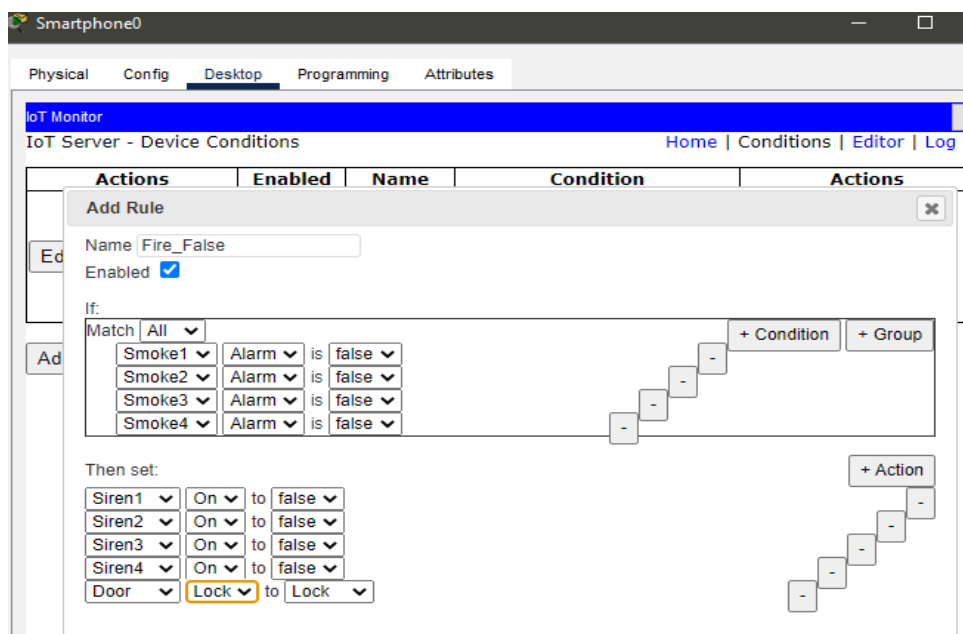 Smartphone0
Physical Config Desktop Programming Attributes
IoT Monitor
IoT Server - Device Conditions Home | Conditions | Editor | Log
Actions Enabled Name Condition Actions
Add Rule
Name Fire_False
Ed
Enabled
If:
Match All + Condition + Group
Ad
Smoke1 Alarm is false -
Smoke2 Alarm is false -
Smoke3 Alarm is false -
Smoke4 Alarm is false -
Then set: + Action
Siren1 On to false -
Siren2 On to false -
Siren3 On to false -
Siren4 On to false -
Door Lock to Lock -